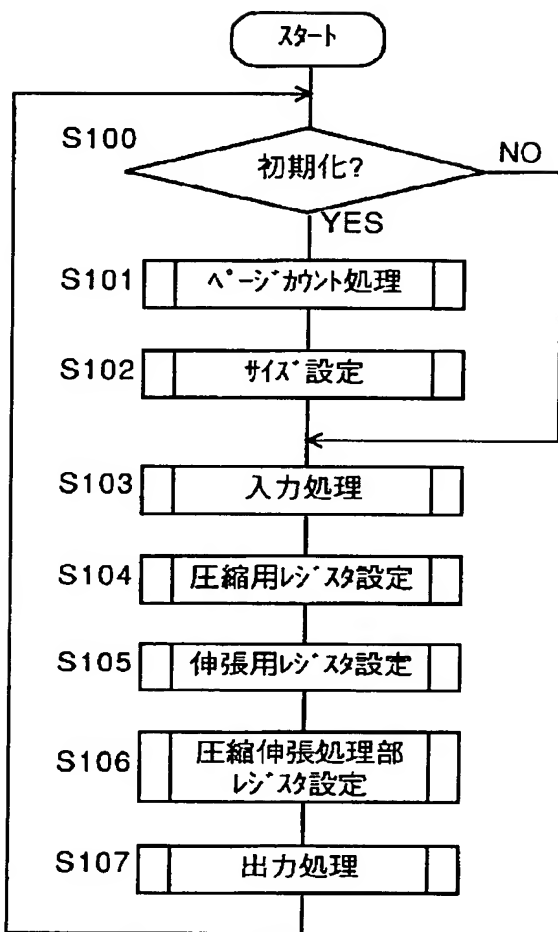 スタート
S100
初期化?
NO
YES
S101
ページカウント処理
S102
サイズ設定
S103
入力処理
S104
圧縮用レジスタ設定
S105
伸張用レジスタ設定
S106
圧縮伸張処理部
レジスタ設定
S107
出力処理